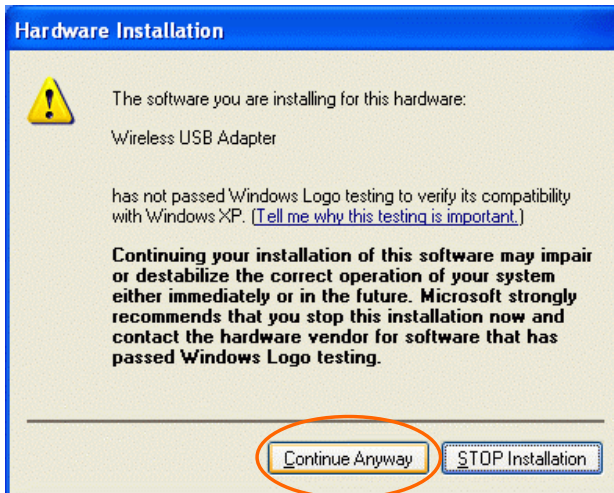 Hardware Installation
The software you are installing for this hardware:
Wireless USB Adapter
has not passed Windows Logo testing to verify its compatibility
with Windows XP. (Tell me why this testing is important.)
Continuing your installation of this software may impair
or destabilize the correct operation of your system
either immediately or in the future. Microsoft strongly
recommends that you stop this installation now and
contact the hardware vendor for software that has
passed Windows Logo testing.
Continue Anyway
STOP Installation